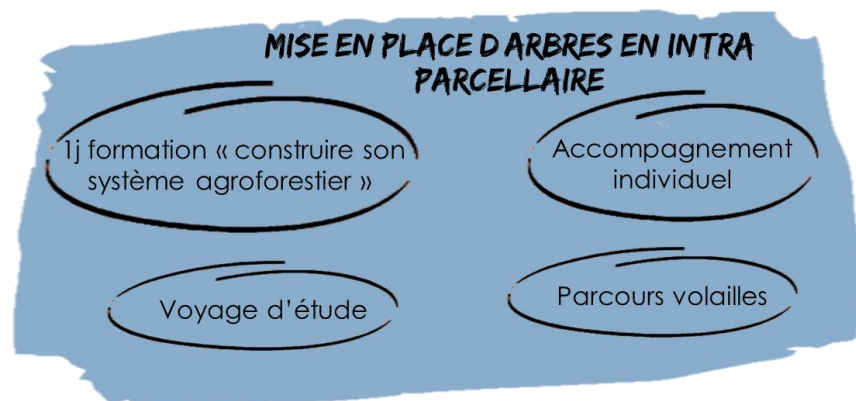 MISE EN PLACE D ARBRES EN INTRA
PARCELLAIRE
1j formation « construire son
système agroforestier »
Accompagnement
individuel
Voyage d’étude
Parcours volailles